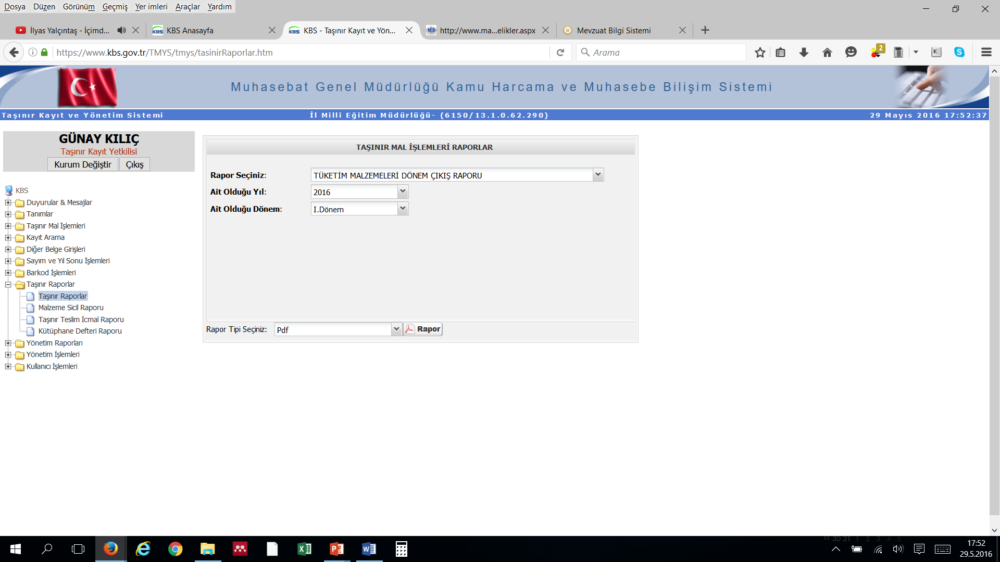 Dosya Düzen Görünüm Geçmiş Yer imleri Araçlar Yardım
İlyas Yalçıntaş - İçimd...
KBS Anasayfa
KBS - Taşınır Kayıt ve Yön...
http://www.ma...elikler.aspx
Mevzuat Bilgi Sistemi
https://www.kbs.gov.tr/TMYS/tmys/tasinirRaporlar.htm
Arama
2
Muhasebat Genel Müdürlüğü Kamu Harcama ve Muhasebe Bilişim Sistemi
Taşınır Kayıt ve Yönetim Sistemi
İl Milli Eğitim Müdürlüğü- (6150/13.1.0.62.290)
29 Mayıs 2016 17:52:37
GÜNAY KILIÇ
Taşınır Kayıt Yetkilisi
Kurum Değiştir Çıkış
KBS
Duyurular & Mesajlar
Tanımlar
Taşınır Mal İşlemleri
Kayıt Arama
Diğer Belge Girişleri
Sayım ve Yıl Sonu İşlemleri
Barkod İşlemleri
Taşınır Raporlar
Taşınır Raporlar
Malzeme Sicil Raporu
Taşınır Teslim İcmal Raporu
Kütüphane Defteri Raporu
Yönetim Raporları
Yönetim İşlemleri
Kullanıcı İşlemleri
TAŞINIR MAL İŞLEMLERİ RAPORLAR
Rapor Seçiniz: TÜKETİM MALZEMELERİ DÖNEM ÇIKIŞ RAPORU
Ait Olduğu Yıl: 2016
Ait Olduğu Dönem: I.Dönem
Rapor Tipi Seçiniz: Pdf Rapor
17:52
29.5.2016